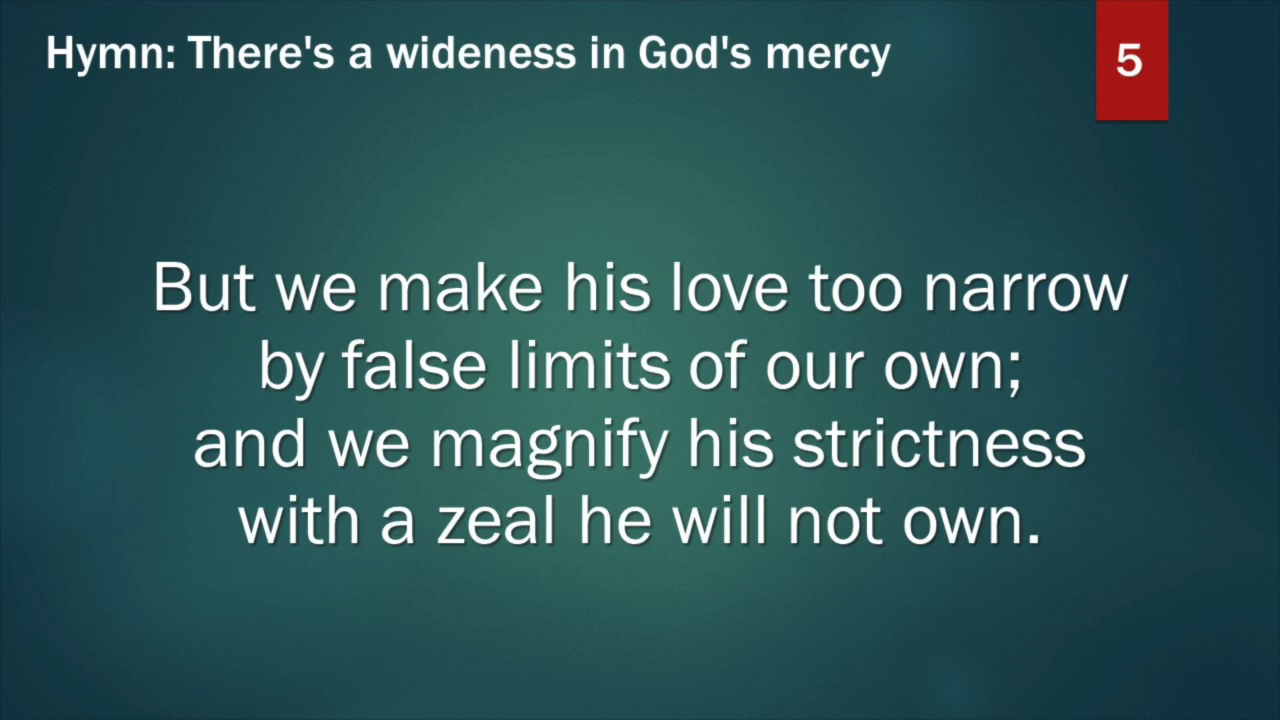 Hymn: There's a wideness in God's mercy
5
But we make his love too narrow
by false limits of our own;
and we magnify his strictness
with a zeal he will not own.